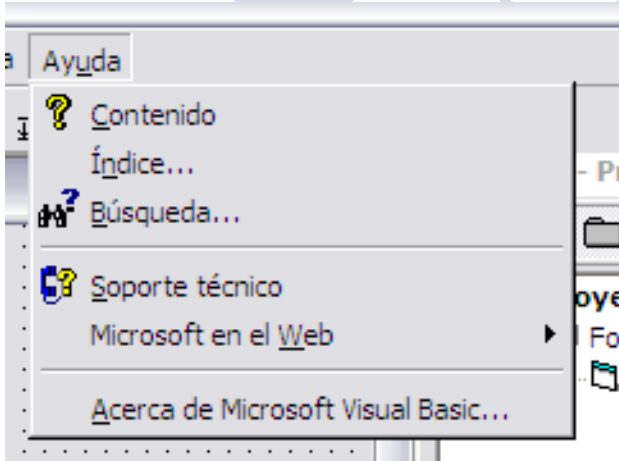 Ayuda
Contenido
Índice...
Búsqueda...
Soporte técnico
Microsoft en el Web
Acerca de Microsoft Visual Basic...